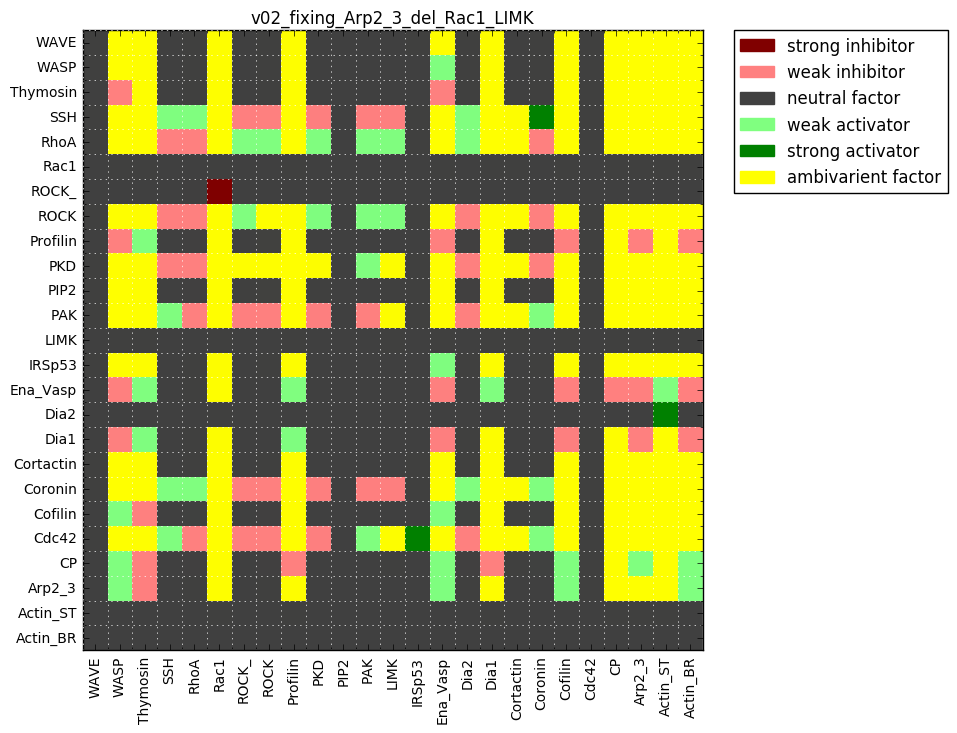 v02_fixing_Arp2_3_del_Rac1_LIMK
strong inhibitor
weak inhibitor
neutral factor
weak activator
strong activator
ambivarient factor
WAVE
WASP
Thymosin
SSH
RhoA
Rac1
ROCK_
ROCK
Profilin
PKD
PIP2
PAK
LIMK
IRSp53
Ena_Vasp
Dia2
Dia1
Cortactin
Coronin
Cofilin
Cdc42
CP
Arp2_3
Actin_ST
Actin_BR
WAVE
WASP
Thymosin
SSH
RhoA
Rac1
ROCK_
ROCK
Profilin
PKD
PIP2
PAK
LIMK
IRSp53
Ena_Vasp
Dia2
Dia1
Cortactin
Coronin
Cofilin
Cdc42
CP
Arp2_3
Actin_ST
Actin_BR